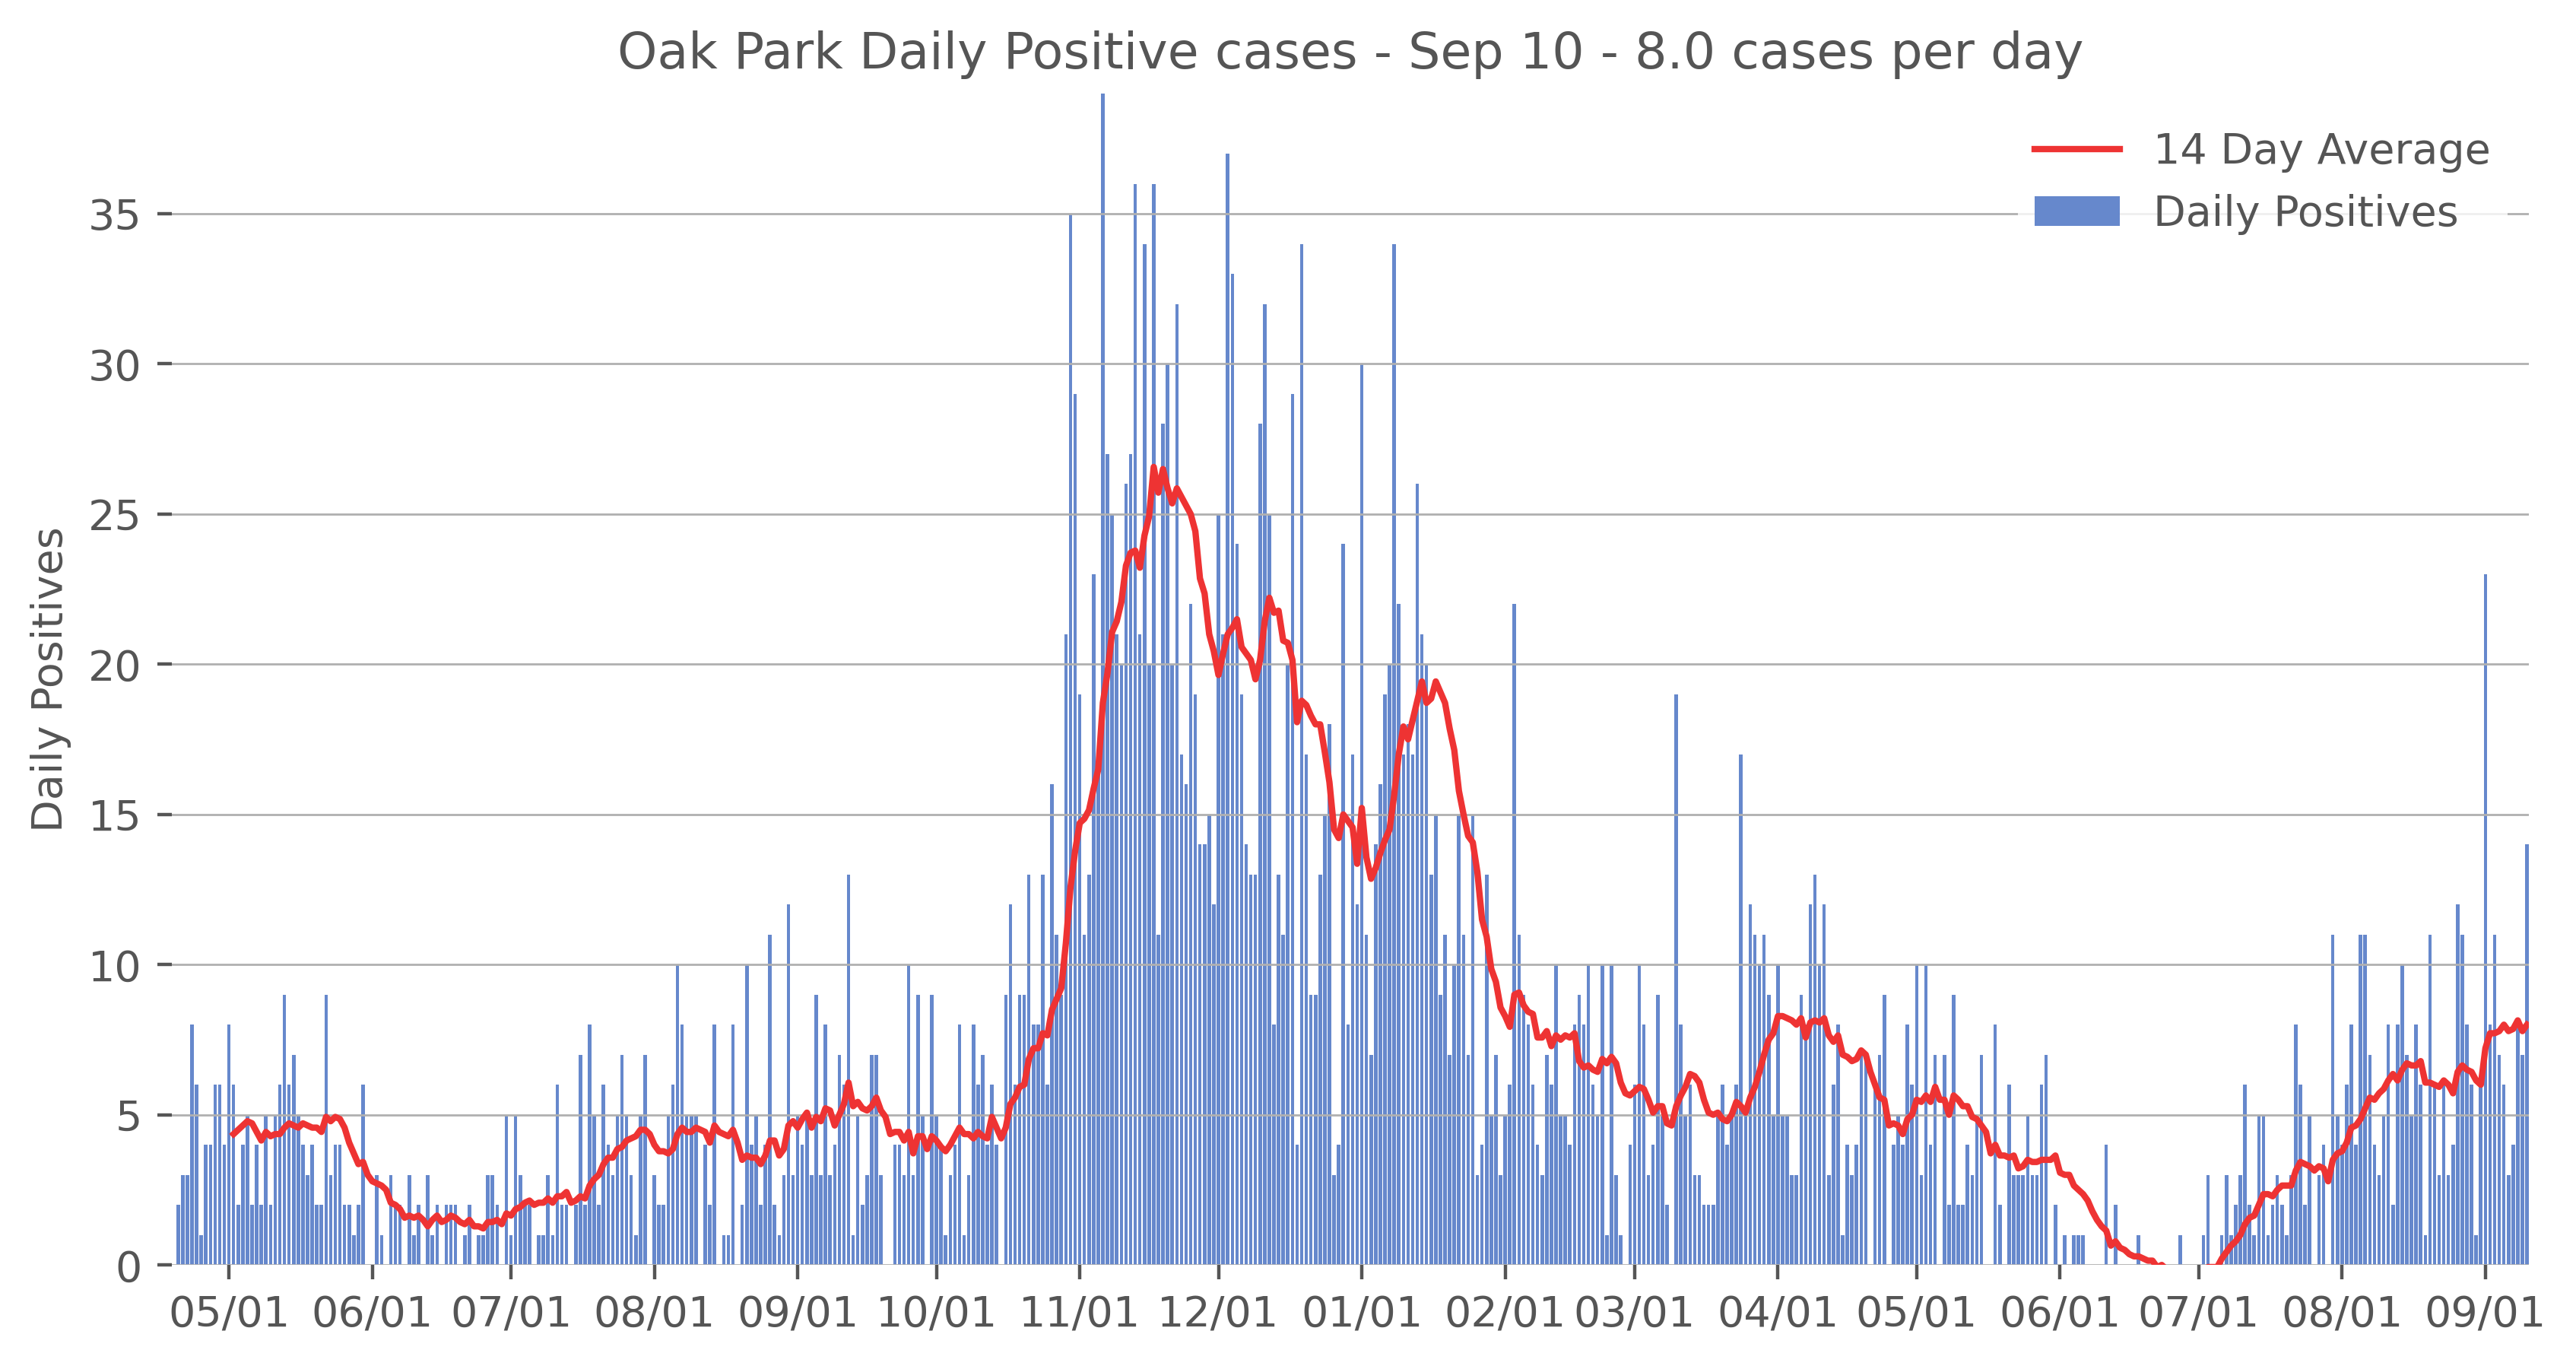 Oak Park Daily Positive cases - Sep 10 - 8.0 cases per day
14 Day Average
Daily Positives
Daily Positives
35
30
25
20
15
10
5
0
05/01 06/01 07/01 08/01 09/01 10/01 11/01 12/01 01/01 02/01 03/01 04/01 05/01 06/01 07/01 08/01 09/01